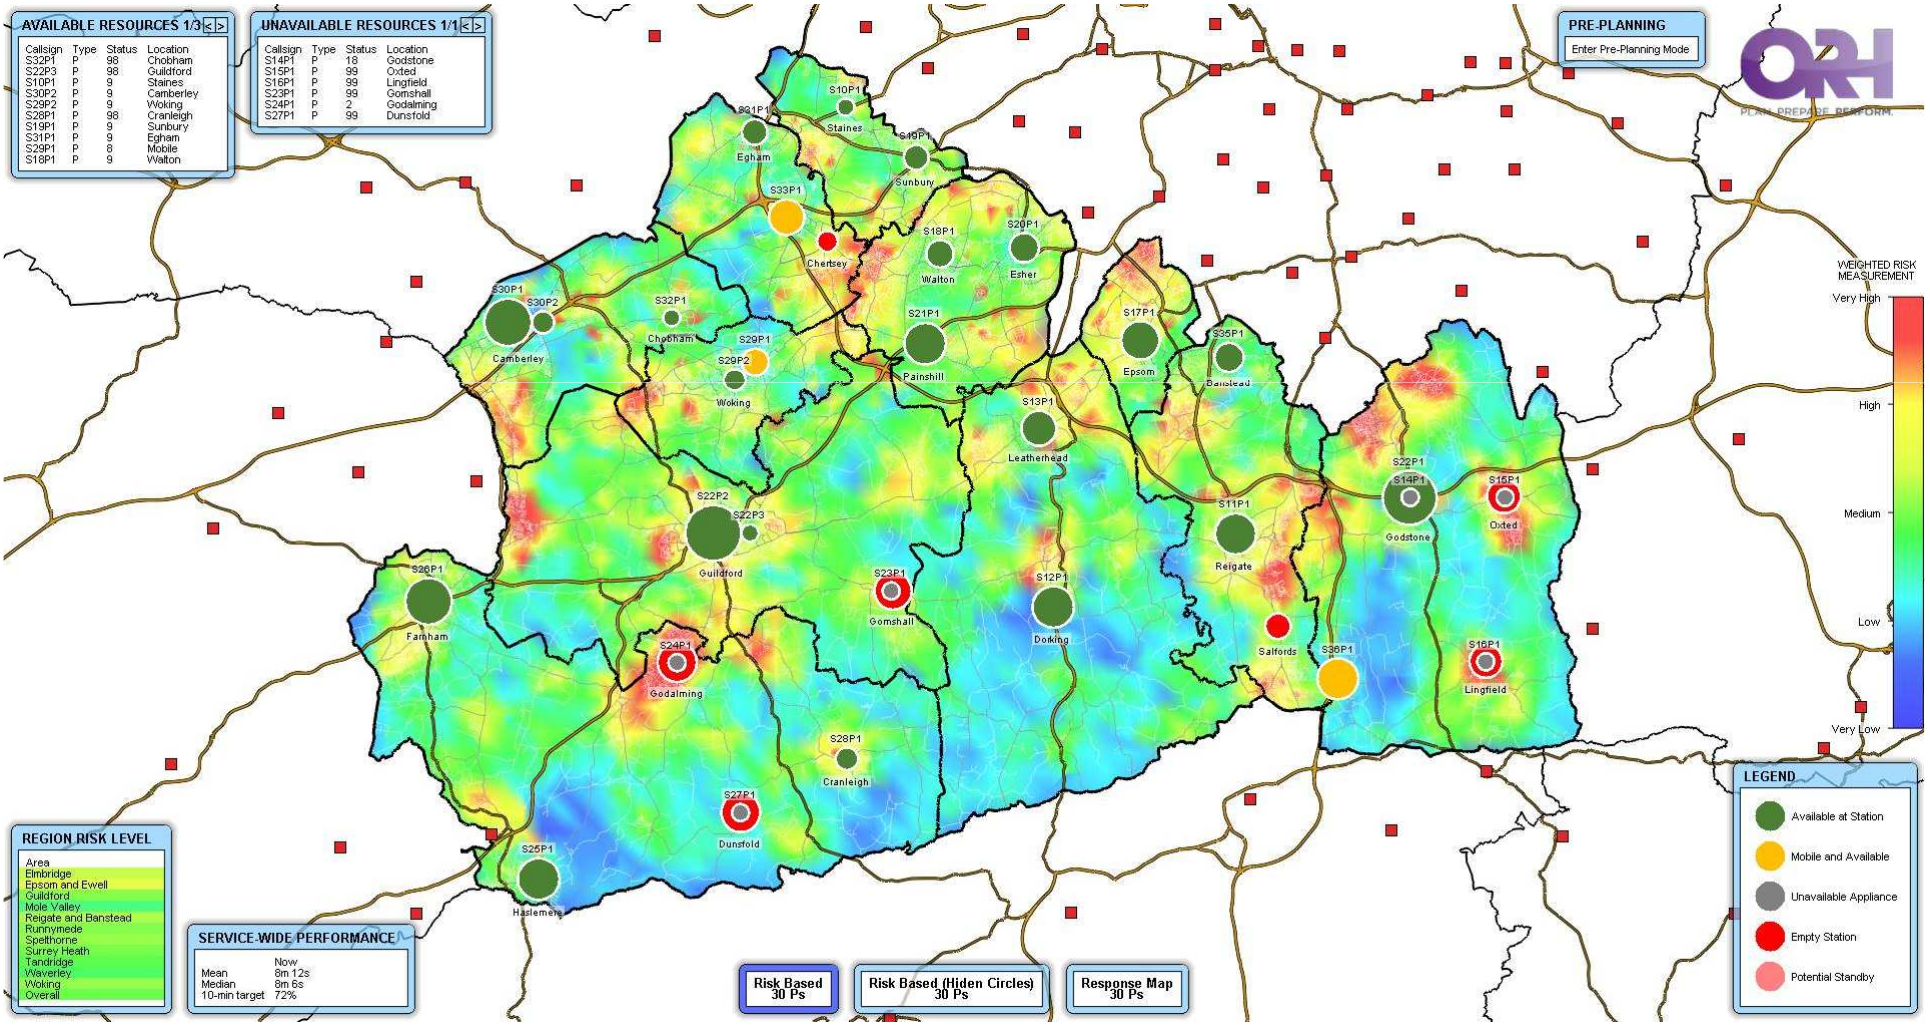 AVAILABLE RESOURCES 1/3 < >
Callsign Type Status Location
S32P1 P 98 Chobham
S22P3 P 98 Guildford
S10P1 P 9 Staines
S30P2 P 9 Camberley
S29P2 P 9 Woking
S28P1 P 98 Cranleigh
S19P1 P 9 Sunbury
S31P1 P 9 Egham
S29P1 P 8 Mobile
S18P1 P 9 Walton
UNAVAILABLE RESOURCES 1/1 < >
Callsign Type Status Location
S14P1 P 18 Godstone
S15P1 P 99 Oxted
S16P1 P 99 Lingfield
S23P1 P 99 Gomshall
S24P1 P 2 Godalming
S27P1 P 99 Dunsfold
PRE-PLANNING
Enter Pre-Planning Mode
ORH
PLAN. PREPARE. PERFORM.
S10P1
Staines
S31P1
Egham
S19P1
Sunbury
S33P1
Chertsey
S18P1
Walton
S20P1
Esher
S30P1
S30P2
Camberley
S32P1
Chobham
S29P1
S29P2
Woking
S21P1
Painshill
S17P1
Epsom
S35P1
Banstead
S13P1
Leatherhead
S22P2
S22P3
Guildford
S11P1
Reigate
S22P1
S14P1
Godstone
S15P1
Oxted
S26P1
Farnham
S23P1
Gomshall
S12P1
Dorking
Salfords
S36P1
S16P1
Lingfield
S24P1
Godalming
S28P1
Cranleigh
S27P1
Dunsfold
S25P1
Haslemere
WEIGHTED RISK
MEASUREMENT
Very High
High
Medium
Low
Very Low
REGION RISK LEVEL
Area
Elmbridge
Epsom and Ewell
Guildford
Mole Valley
Reigate and Banstead
Runnymede
Spelthorne
Surrey Heath
Tandridge
Waverley
Woking
Overall
SERVICE-WIDE PERFORMANCE
Now
Mean 8m 12s
Median 8m 6s
10-min target 72%
Risk Based
30 Ps
Risk Based (Hiden Circles)
30 Ps
Response Map
30 Ps
LEGEND
Available at Station
Mobile and Available
Unavailable Appliance
Empty Station
Potential Standby